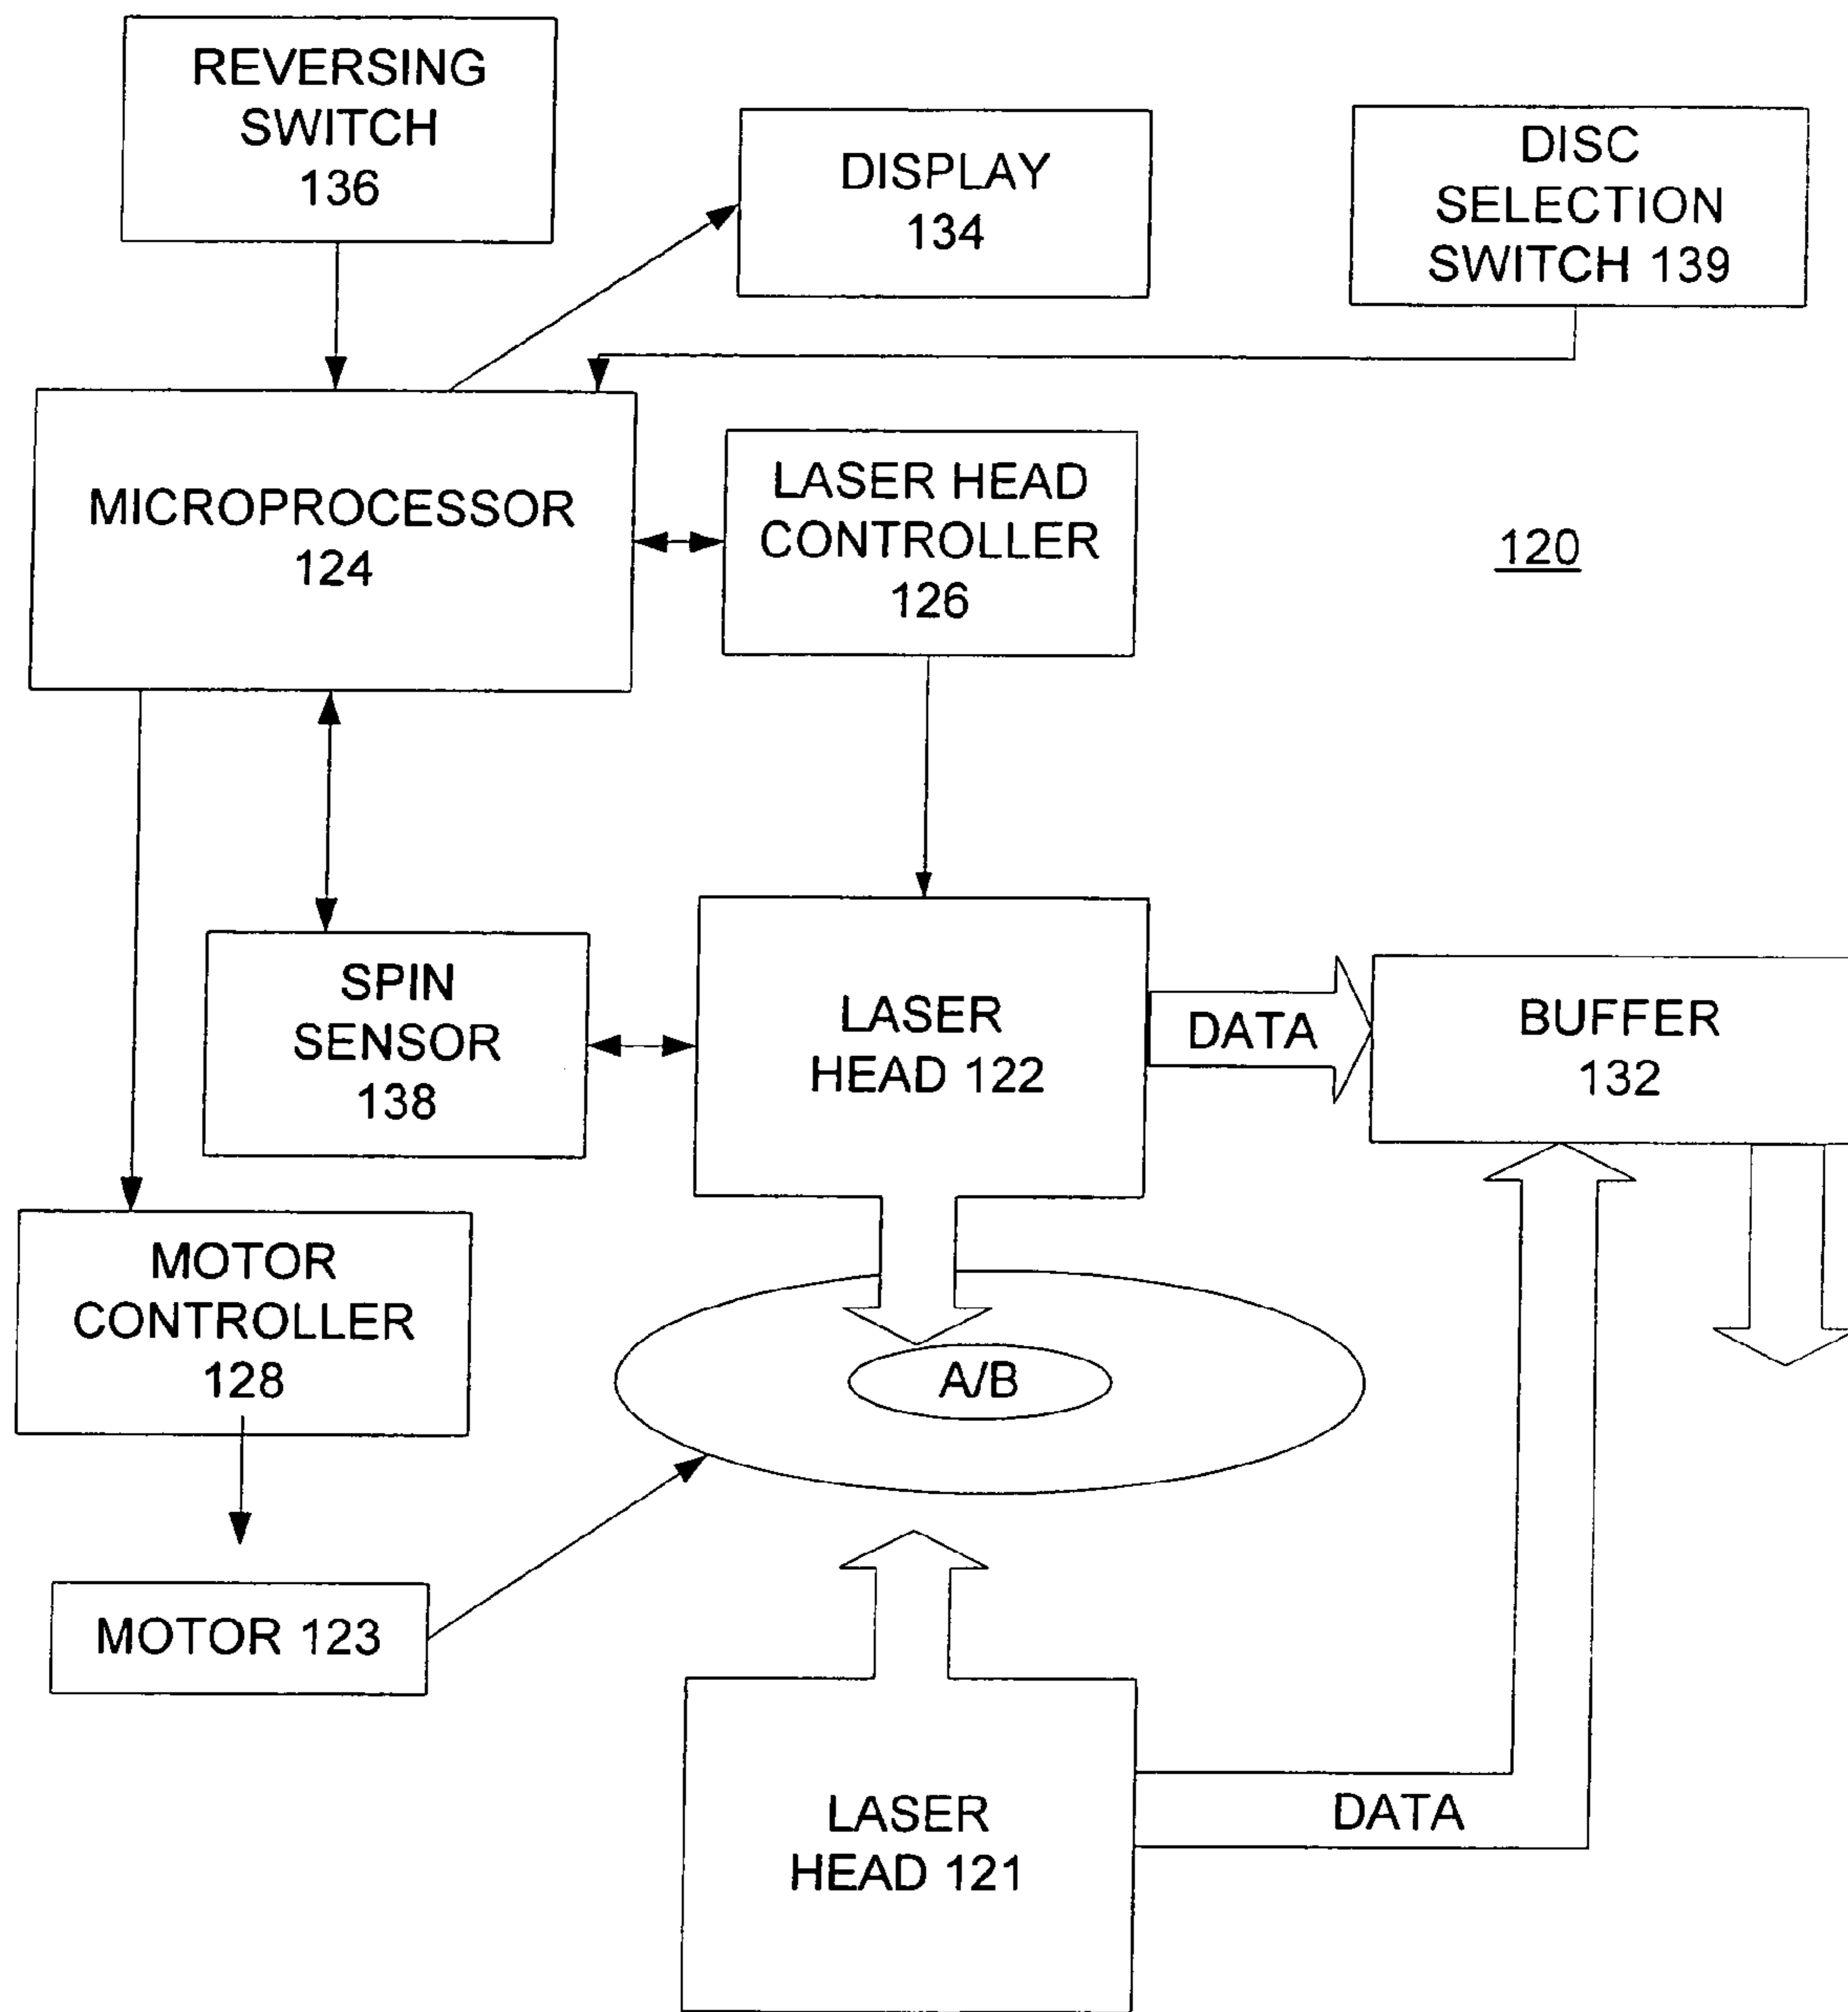 REVERSING
SWITCH
136
DISPLAY
134
DISC
SELECTION
SWITCH 139
MICROPROCESSOR
124
LASER HEAD
CONTROLLER
126
120
SPIN
SENSOR
138
LASER
HEAD 122
DATA
BUFFER
132
MOTOR
CONTROLLER
128
A/B
MOTOR 123
LASER
HEAD 121
DATA